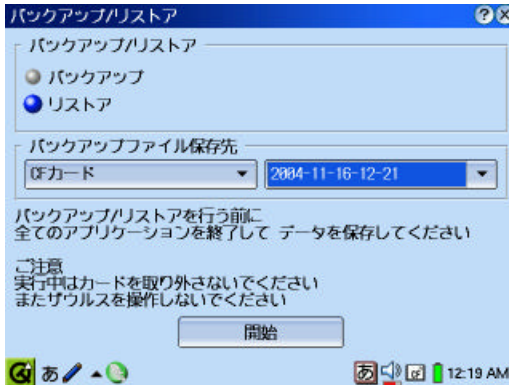 バックアップ/リストア
バックアップ/リストア
バックアップ
リストア
バックアップファイル保存先
CFカード
2004-11-16-12-21
バックアップ/リストアを行う前に
全てのアプリケーションを終了して データを保存してください
ご注意
実行中はカードを取り外さないでください
またザウルスを操作しないでください
開始
あ
あ
12:19 AM